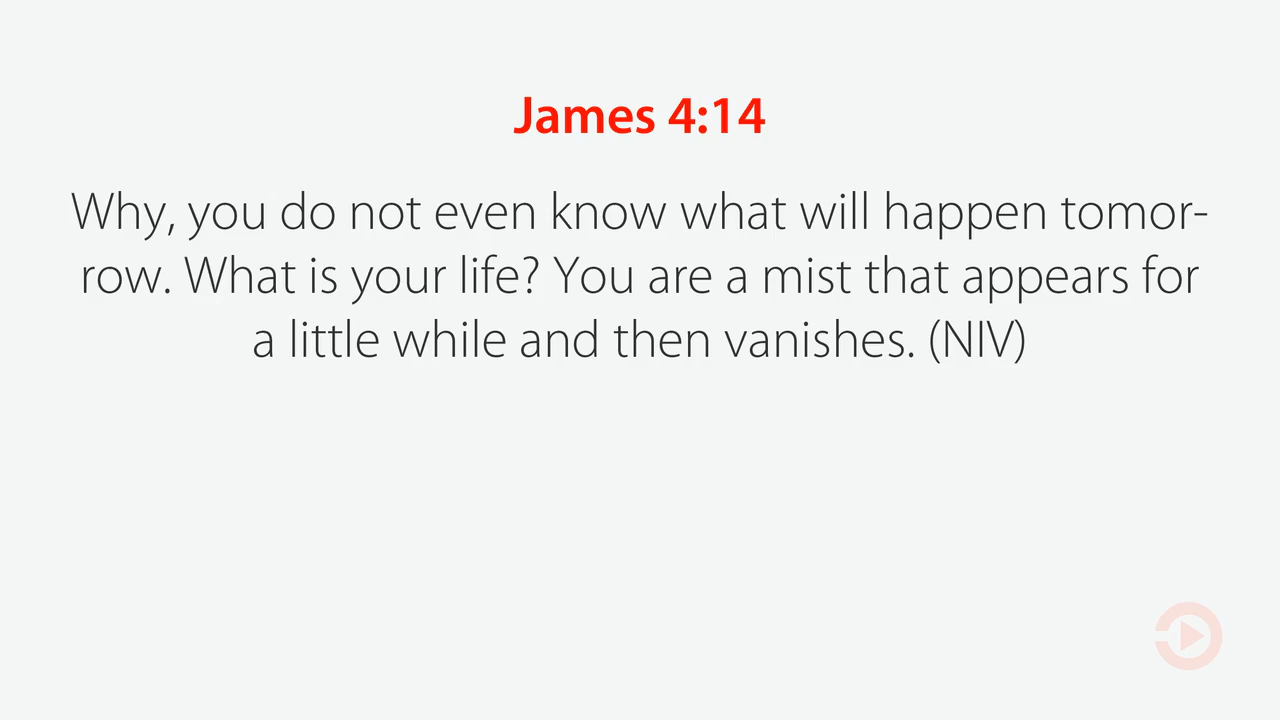 James 4:14
Why, you do not even know what will happen tomor-
row. What is your life? You are a mist that appears for
a little while and then vanishes. (NIV)